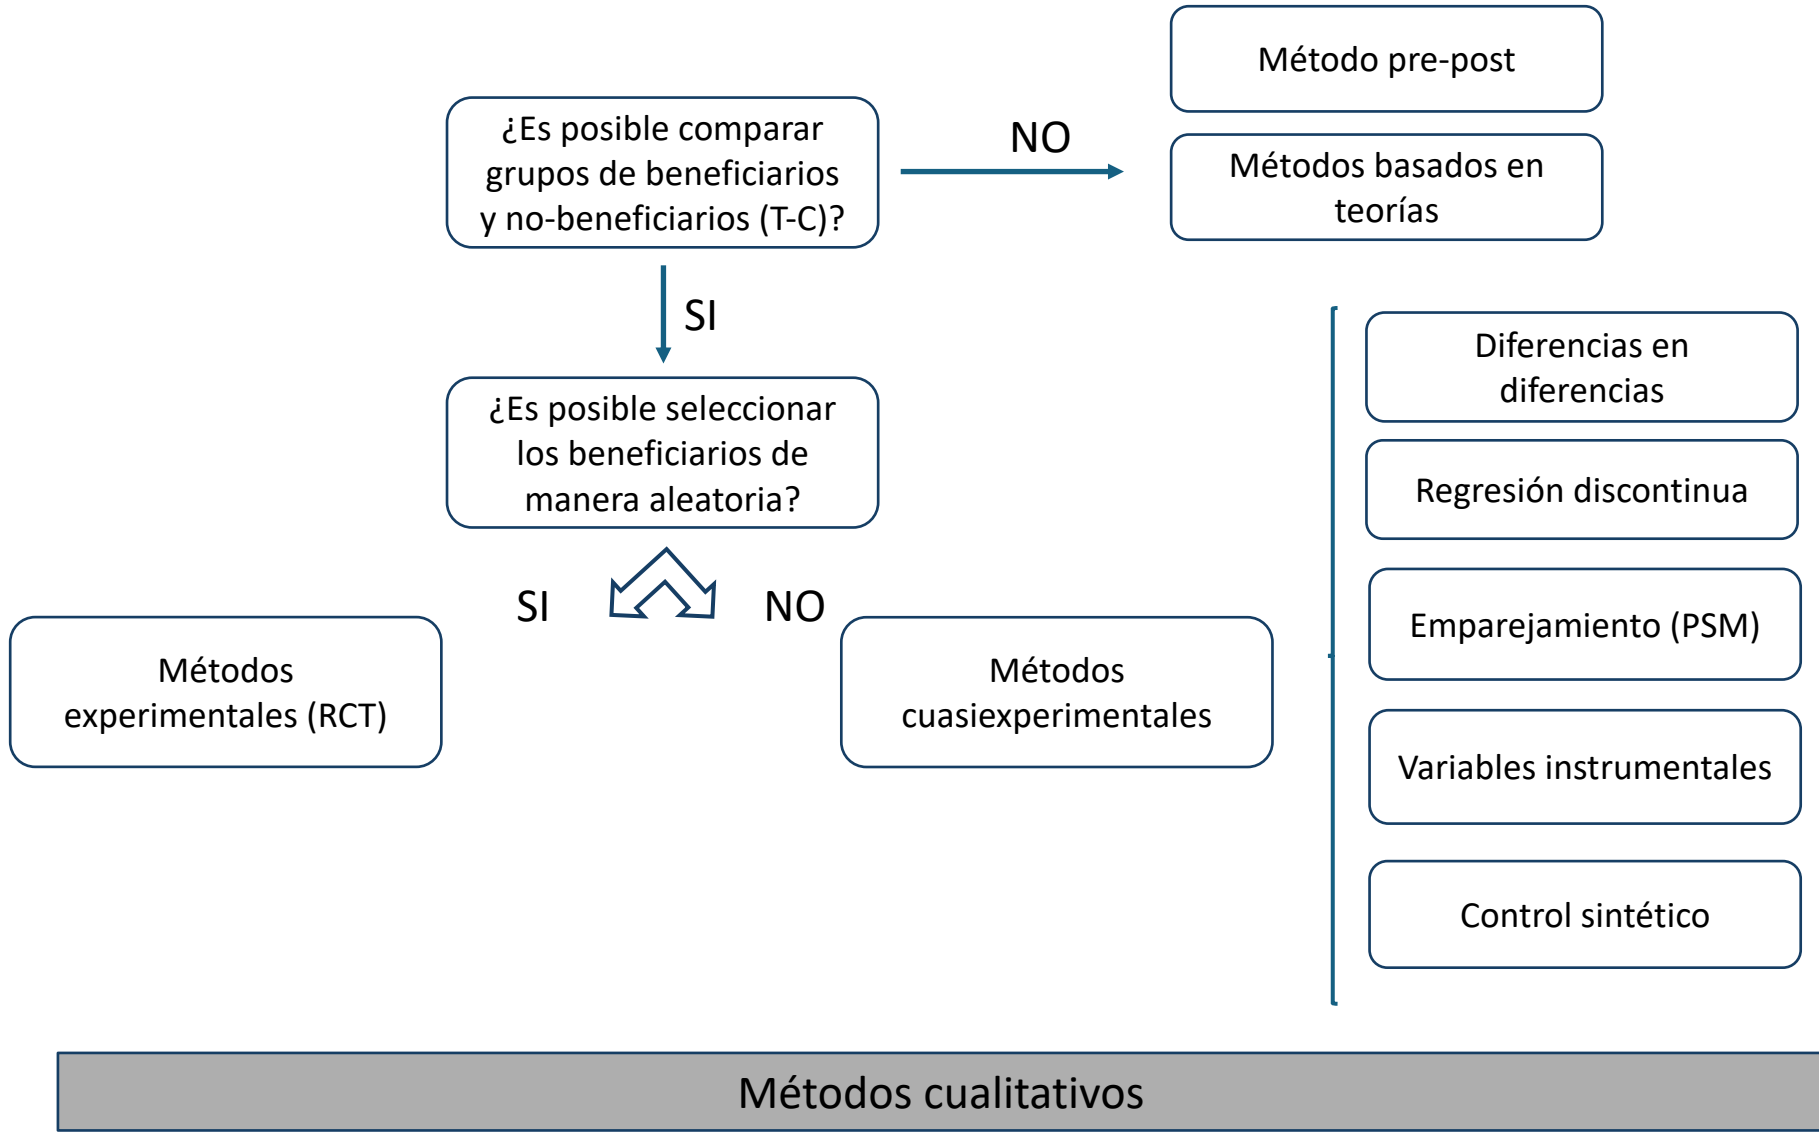 Método pre-post
¿Es posible comparar
grupos de beneficiarios
y no-beneficiarios (T-C)?
NO
Métodos basados en
teorías
SI
¿Es posible seleccionar
los beneficiarios de
manera aleatoria?
SI
NO
Métodos
experimentales (RCT)
Métodos
cuasiexperimentales
Diferencias en
diferencias
Regresión discontinua
Emparejamiento (PSM)
Variables instrumentales
Control sintético
Métodos cualitativos